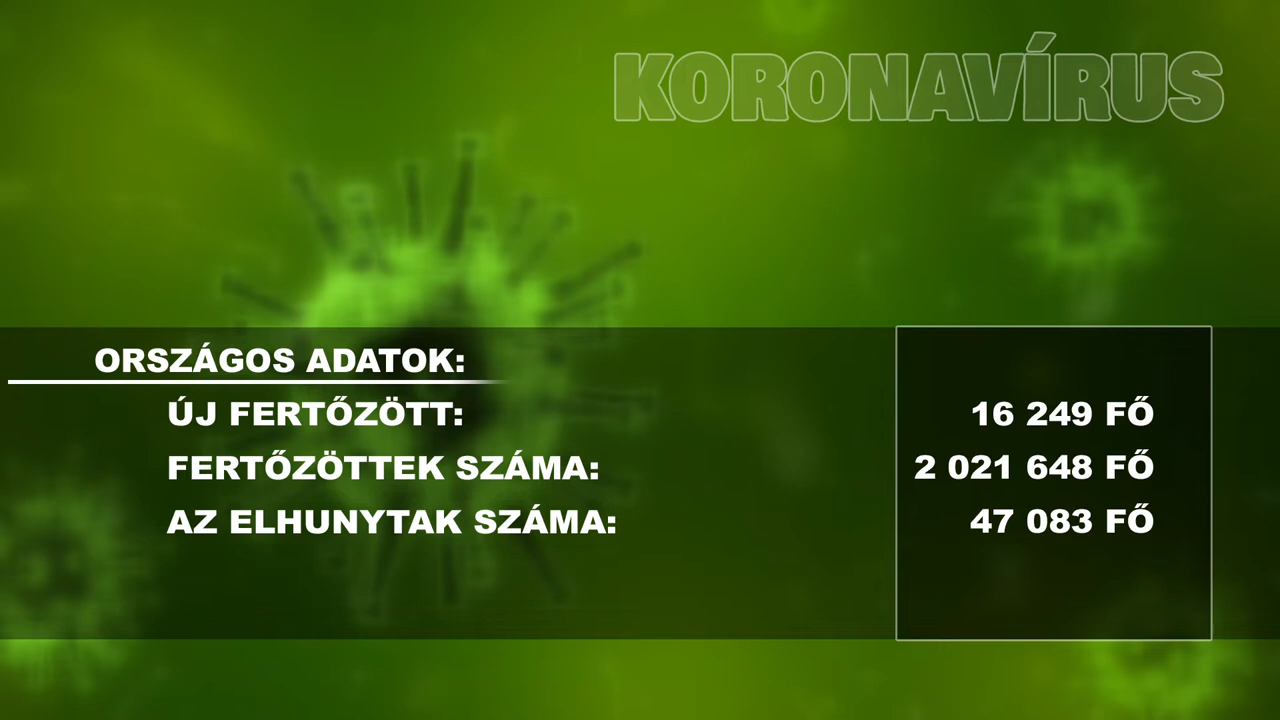 KORONAVÍRUS
ORSZÁGOS ADATOK:
ÚJ FERTŐZÖTT: 16 249 FŐ
FERTŐZÖTTEK SZÁMA: 2 021 648 FŐ
AZ ELHUNYTAK SZÁMA: 47 083 FŐ